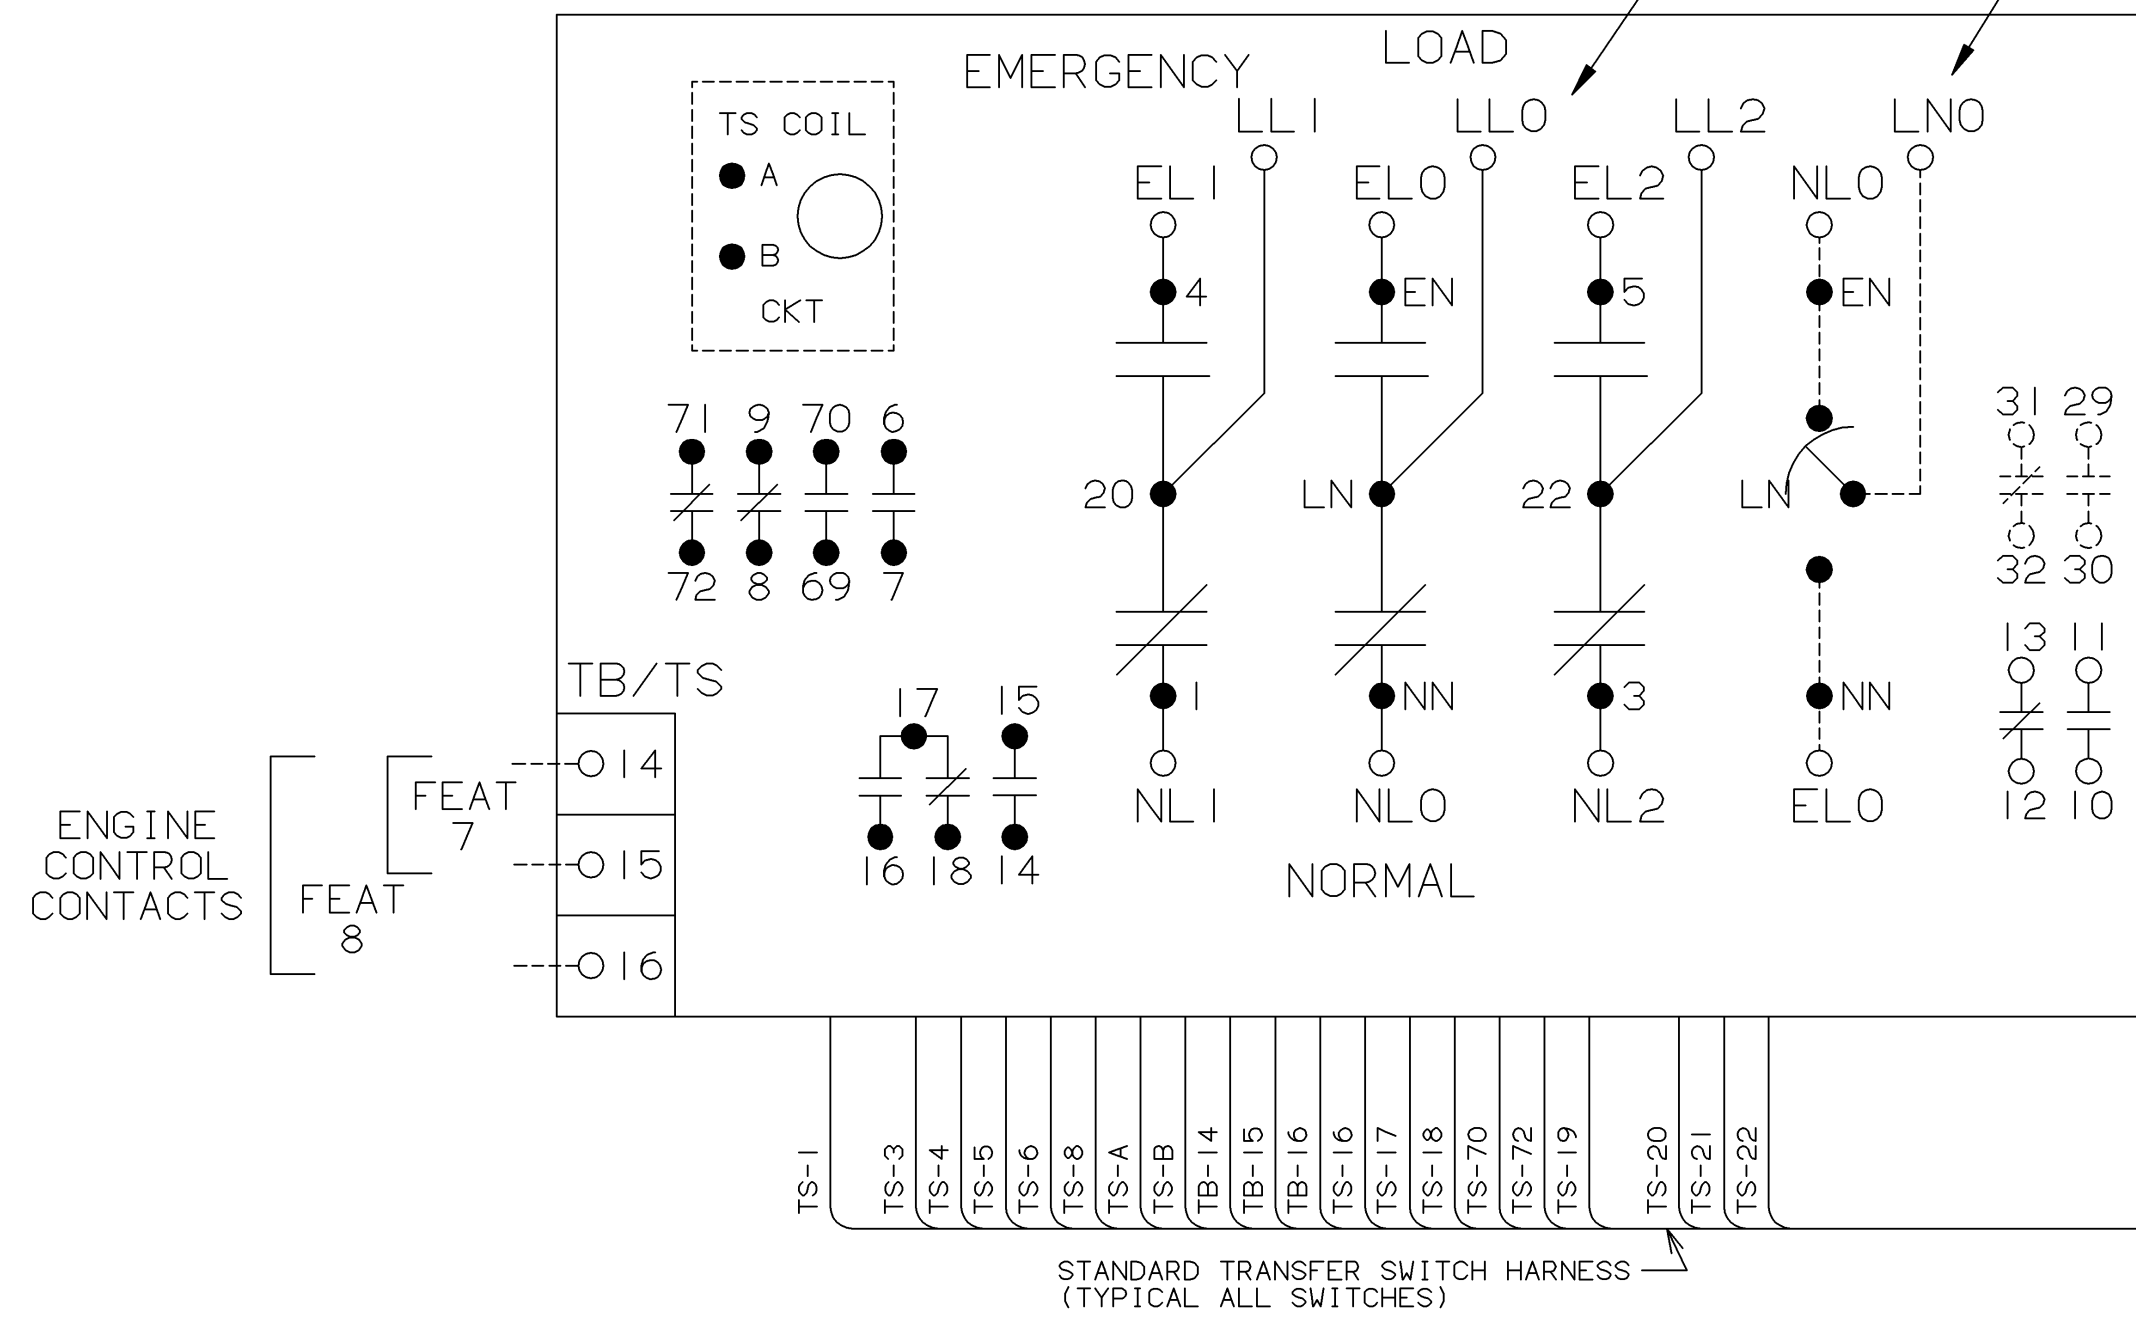 LOAD
EMERGENCY
LL1 LL0 LL2 LN0
TS COIL
A
B
CKT
EL1 EL0 EL2 NL0
4 EN 5 EN
71 9 70 6
72 8 69 7
20 LN 22 LN
31 29
32 30
13 11
12 10
TB/TS
17 15
16 18 14
1 NN 3 NN
NL1 NL0 NL2 EL0
NORMAL
14
15
16
FEAT
7
FEAT
8
ENGINE
CONTROL
CONTACTS
TS-1
TS-3
TS-4
TS-5
TS-6
TS-8
TS-A
TS-B
TB-14
TB-15
TB-16
TS-16
TS-17
TS-18
TS-70
TS-72
TS-19
TS-20
TS-21
TS-22
STANDARD TRANSFER SWITCH HARNESS
(TYPICAL ALL SWITCHES)